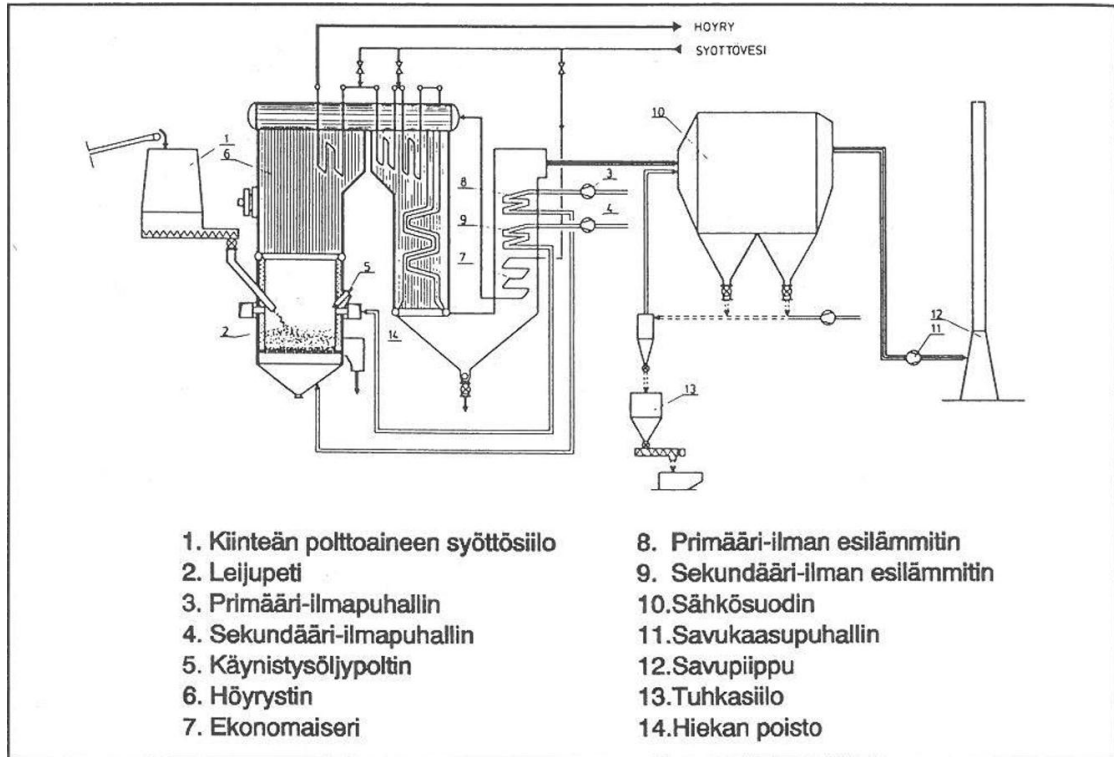 HÖYRY
SYÖTTÖVESI
1
6
10
8
3
9
4
7
5
2
14
12
11
13
1. Kiinteän polttoaineen syöttösiilo
2. Leijupeti
3. Primääri-ilmapuhallin
4. Sekundääri-ilmapuhallin
5. Käynistysöljypoltin
6. Höyrystin
7. Ekonomaiseri
8. Primääri-ilman esilämmitin
9. Sekundääri-ilman esilämmitin
10.Sähkösuodin
11.Savukaasupuhallin
12.Savupiippu
13.Tuhkasiilo
14.Hiekan poisto